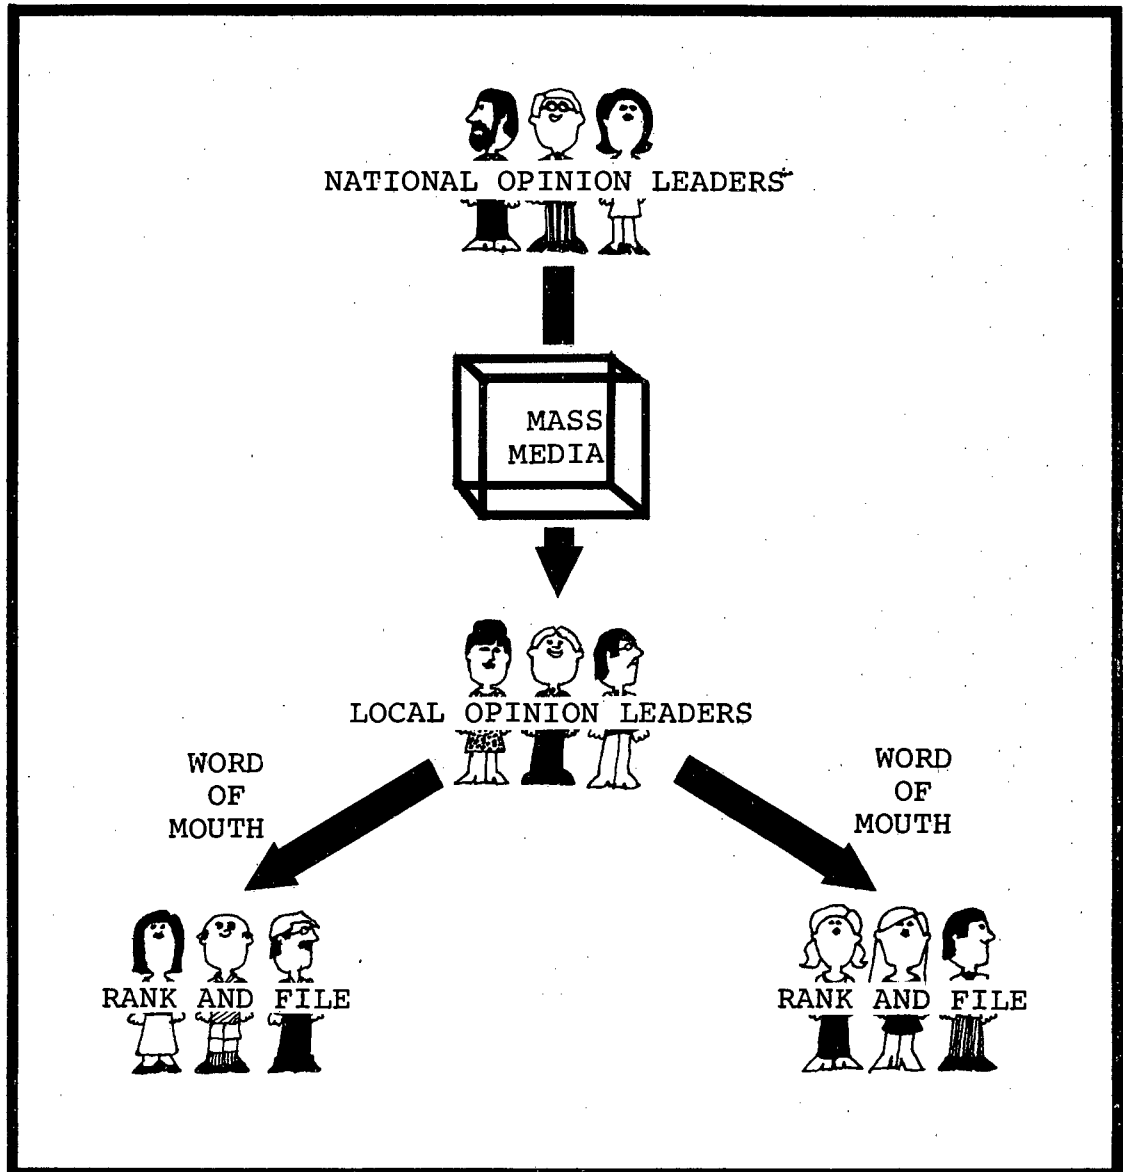 NATIONAL OPINION LEADERS
MASS
MEDIA
LOCAL OPINION LEADERS
WORD
OF
MOUTH
WORD
OF
MOUTH
RANK AND FILE
RANK AND FILE